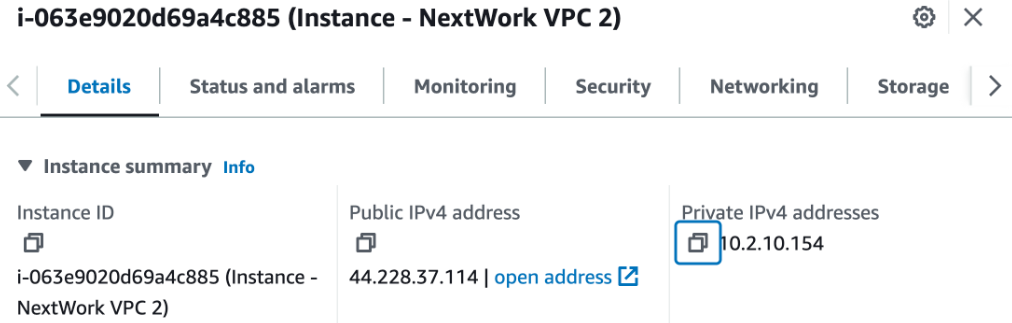 i-063e9020d69a4c885 (Instance - NextWork VPC 2)
Details Status and alarms Monitoring Security Networking Storage
Instance summary Info
Instance ID
i-063e9020d69a4c885 (Instance -
NextWork VPC 2)
Public IPv4 address
44.228.37.114 | open address
Private IPv4 addresses
10.2.10.154